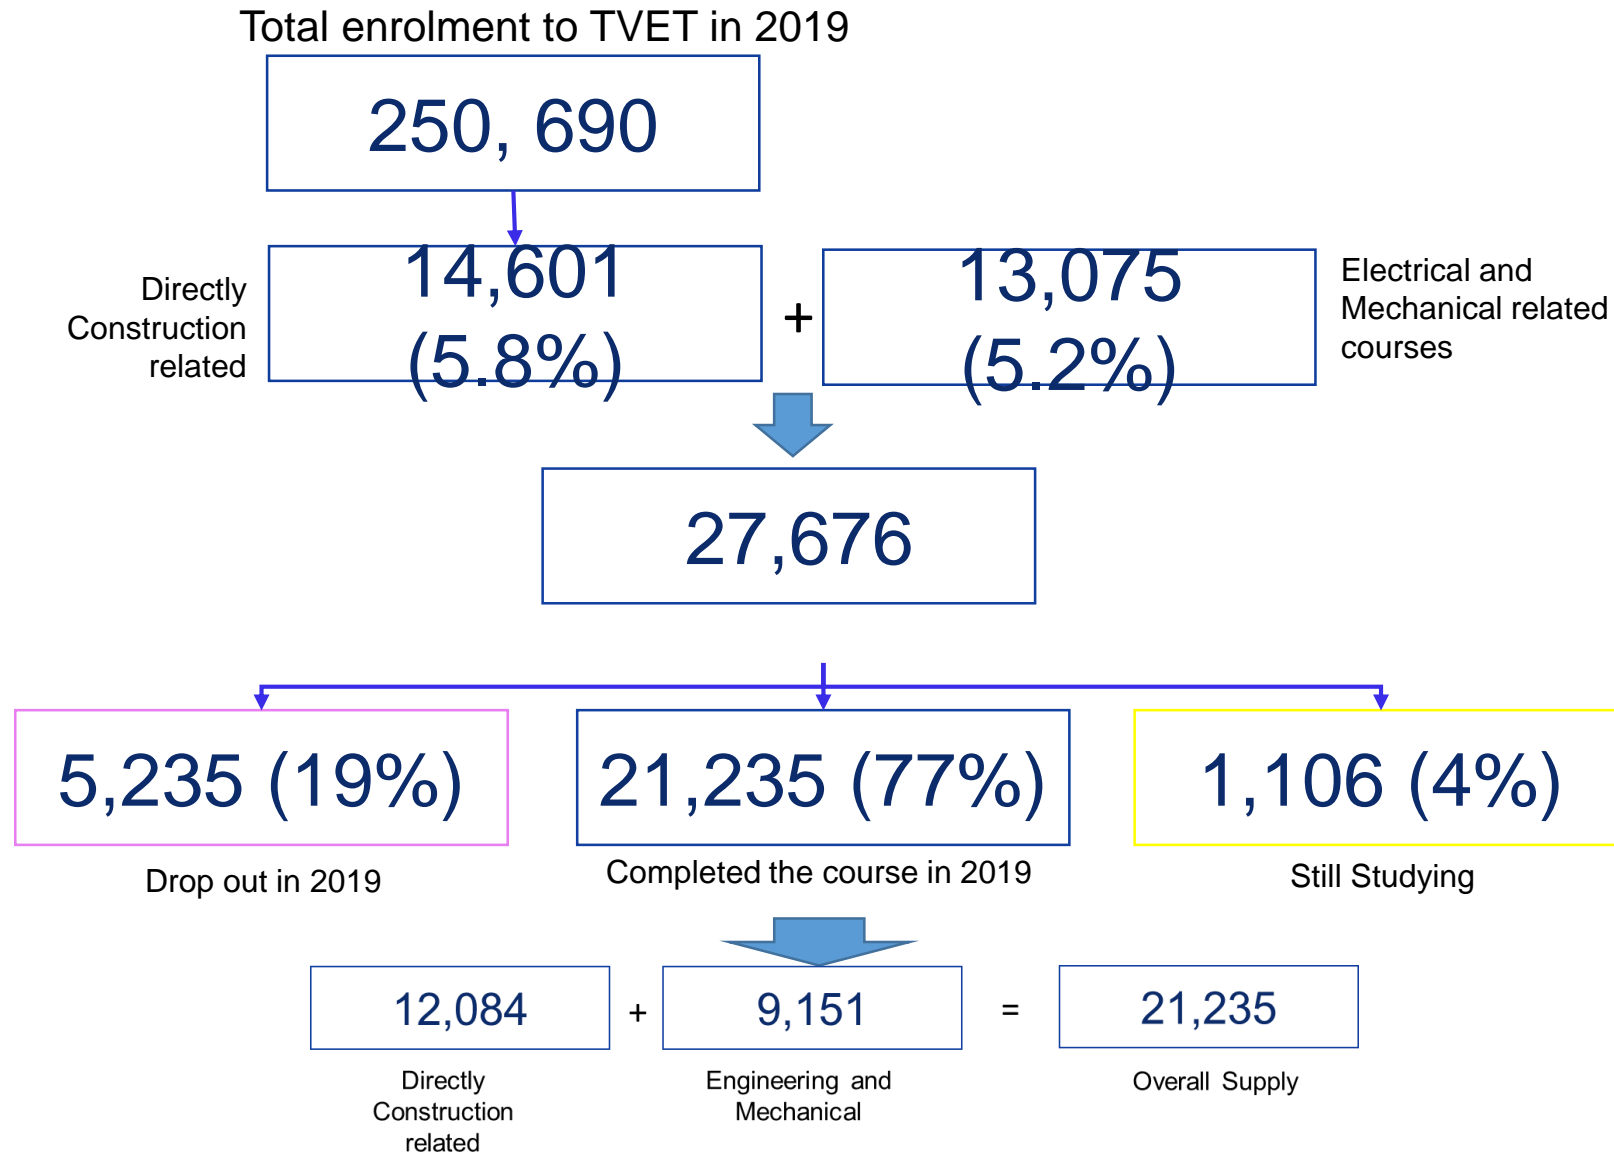 Total enrolment to TVET in 2019
250, 690
Directly
Construction
related
14,601
(5.8%)
+
13,075
(5.2%)
Electrical and
Mechanical related
courses
27,676
5,235 (19%)
21,235 (77%)
1,106 (4%)
Drop out in 2019
Completed the course in 2019
Still Studying
12,084
+
9,151
=
21,235
Directly
Construction
related
Engineering and
Mechanical
Overall Supply